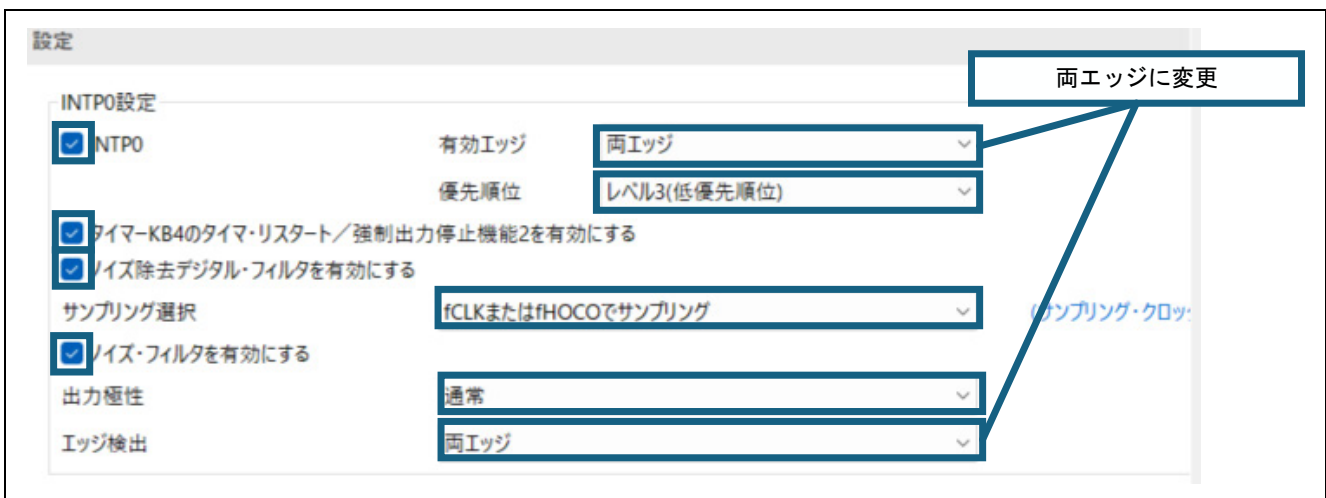 設定
両エッジに変更
INTP0設定
NTP0 有効エッジ 両エッジ
優先順位 レベル3(低優先順位)
タイマーKB4のタイマ・リスタート／強制出力停止機能2を有効にする
ノイズ除去デジタル・フィルタを有効にする
サンプリング選択 fCLKまたはfHOCOでサンプリング (サンプリング・クロック
ノイズ・フィルタを有効にする
出力極性 通常
エッジ検出 両エッジ